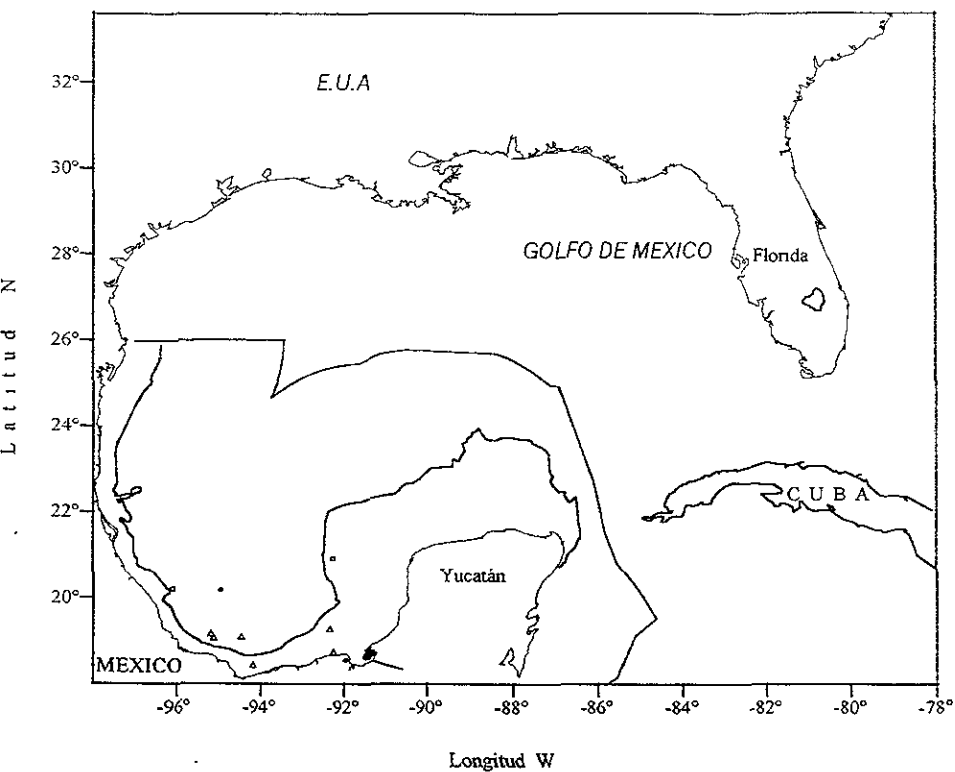 32°
E.U.A
30°
28°
GOLFO DE MEXICO
Florida
26°
24°
CUBA
22°
Yucatán
20°
MEXICO
-96°
-94°
-92°
-90°
-88°
-86°
-84°
-82°
-80°
-78°
Latitud N
Longitud W